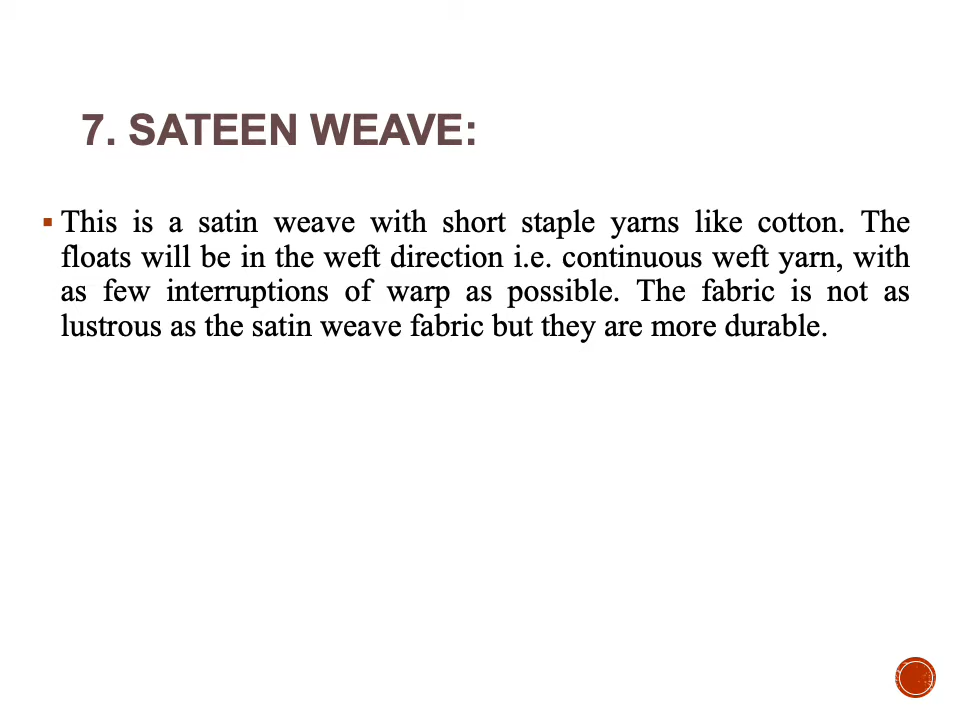 7. SATEEN WEAVE:
▪ This is a satin weave with short staple yarns like cotton. The
floats will be in the weft direction i.e. continuous weft yarn, with
as few interruptions of warp as possible. The fabric is not as
lustrous as the satin weave fabric but they are more durable.